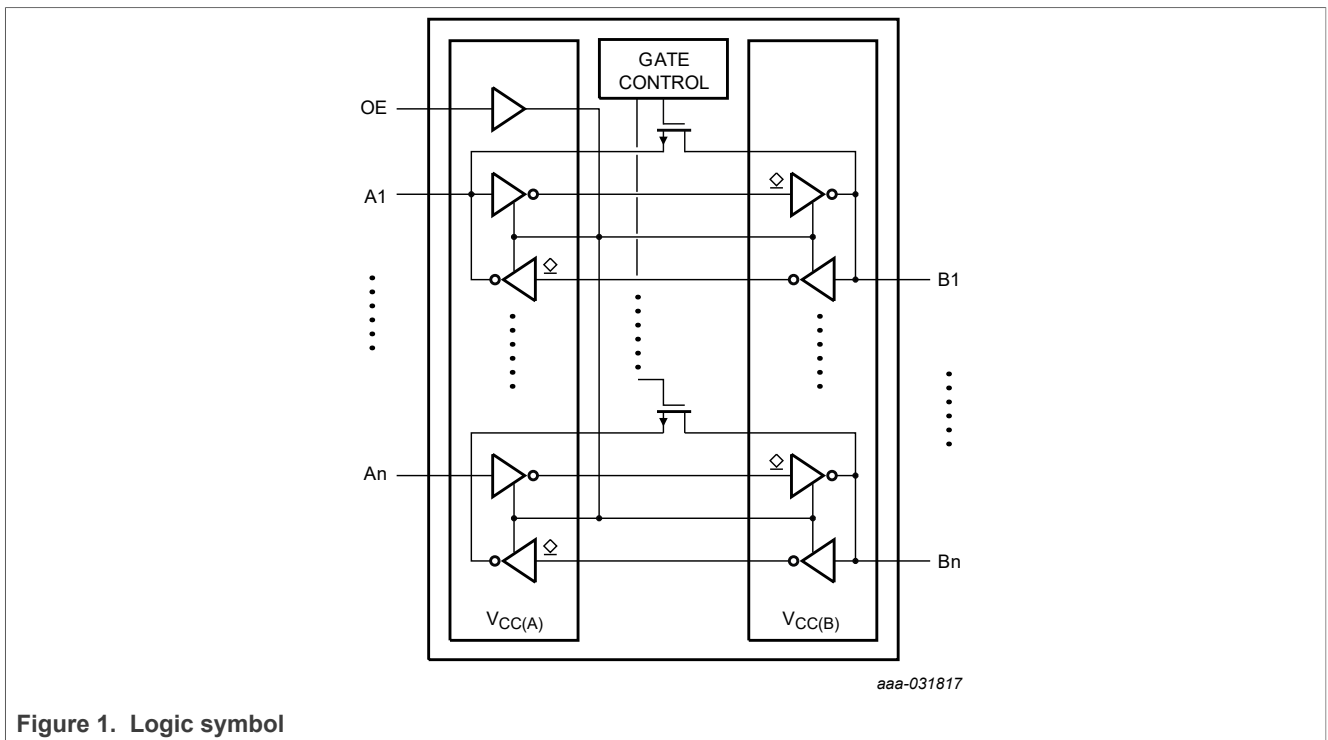 GATE
CONTROL
OE
A1
B1
An
Bn
VCC(A)
VCC(B)
aaa-031817
Figure 1. Logic symbol